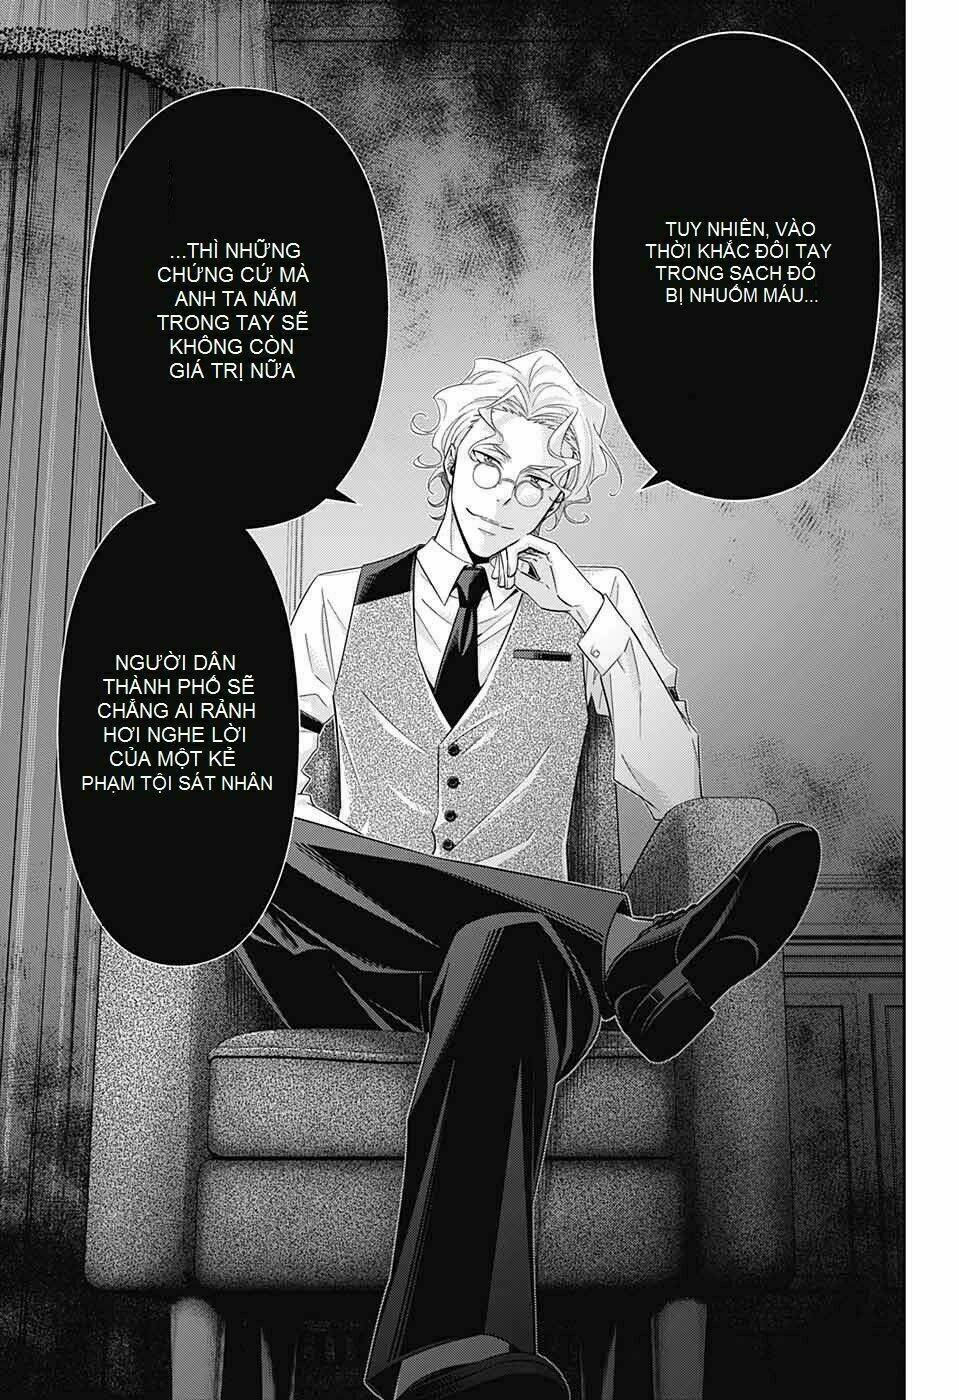 TUY NHIÊN, VÀO
THỜI KHẮC ĐÔI TAY
TRONG SẠCH ĐÓ
BỊ NHUỐM MÁU...
...THÌ NHỮNG
CHỨNG CỨ MÀ
ANH TA NẮM
TRONG TAY SẼ
KHÔNG CÒN
GIÁ TRỊ NỮA
NGƯỜI DÂN
THÀNH PHỐ SẼ
CHẲNG AI RẢNH
HƠI NGHE LỜI
CỦA MỘT KẺ
PHẠM TỘI SÁT NHÂN